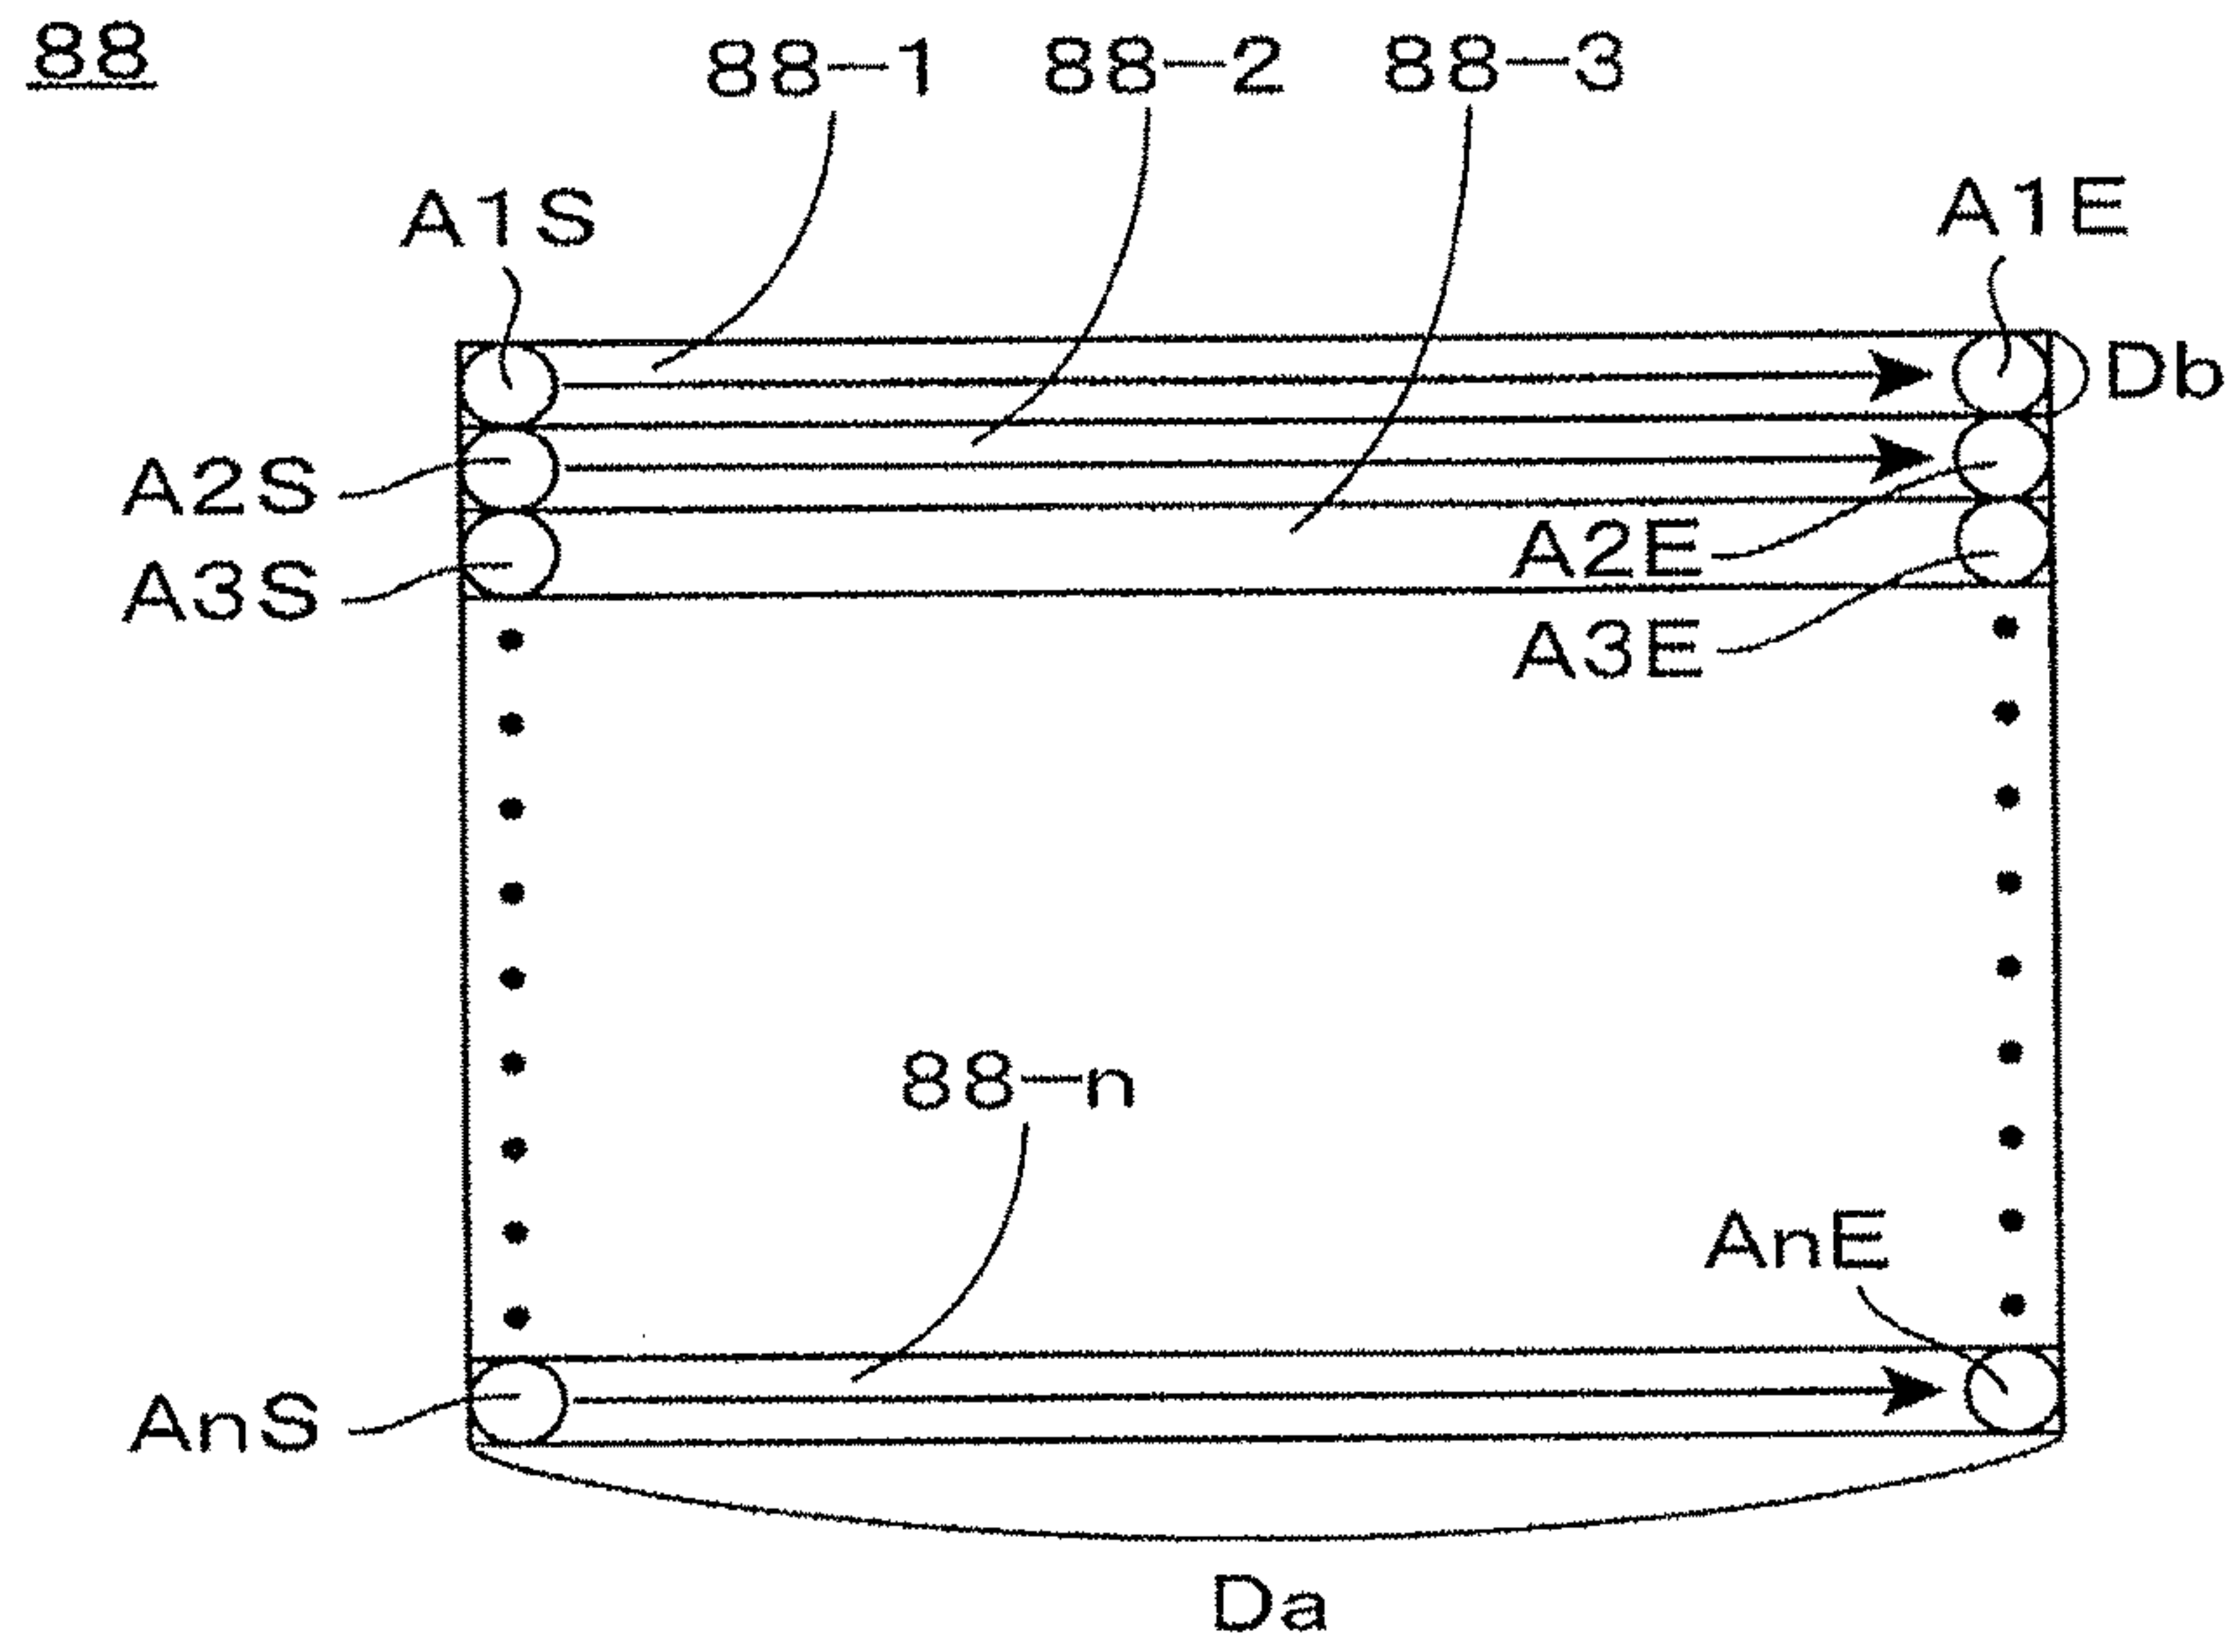 88
88-1 88-2 88-3
A1S A1E
Db
A2S A2E
A3S A3E
88-n
AnE
AnS
Da